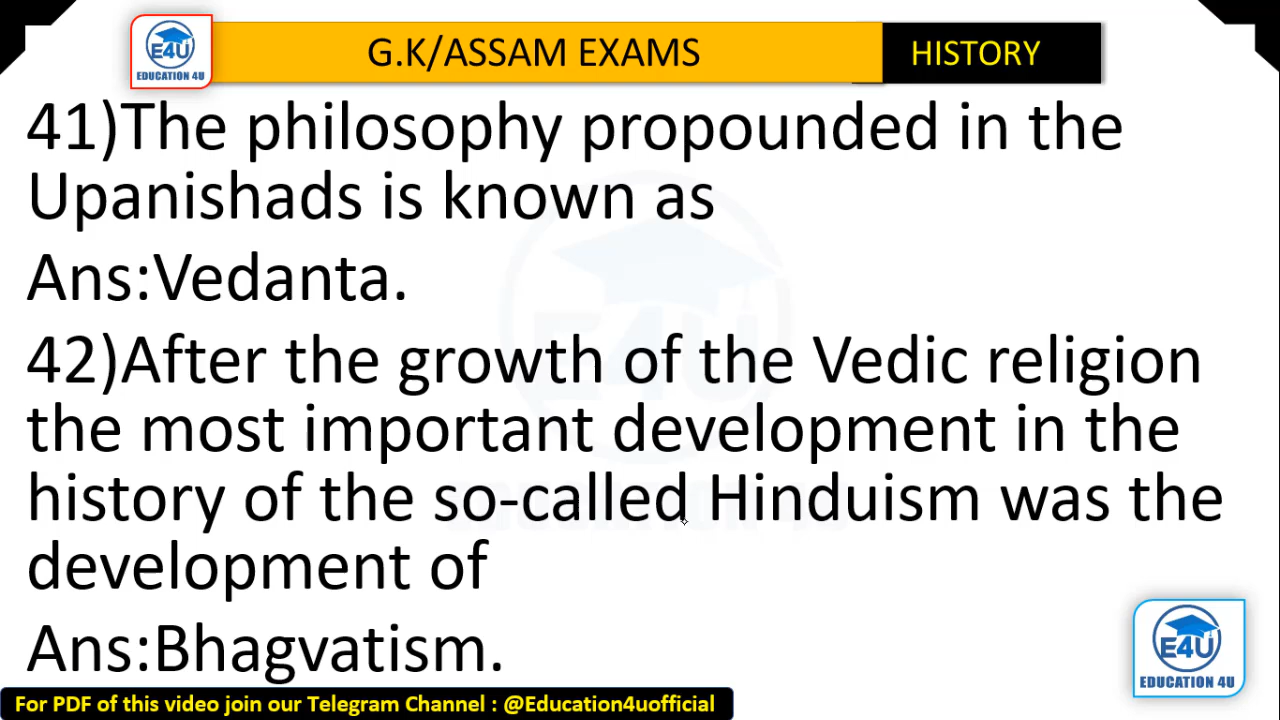 E4U
EDUCATION 4U
G.K/ASSAM EXAMS
HISTORY
41)The philosophy propounded in the
Upanishads is known as
Ans:Vedanta.
42)After the growth of the Vedic religion
the most important development in the
history of the so-called Hinduism was the
development of
Ans:Bhagvatism.
E4U
EDUCATION 4U
E4U
EDUCATION 4U
For PDF of this video join our Telegram Channel : @Education4uofficial